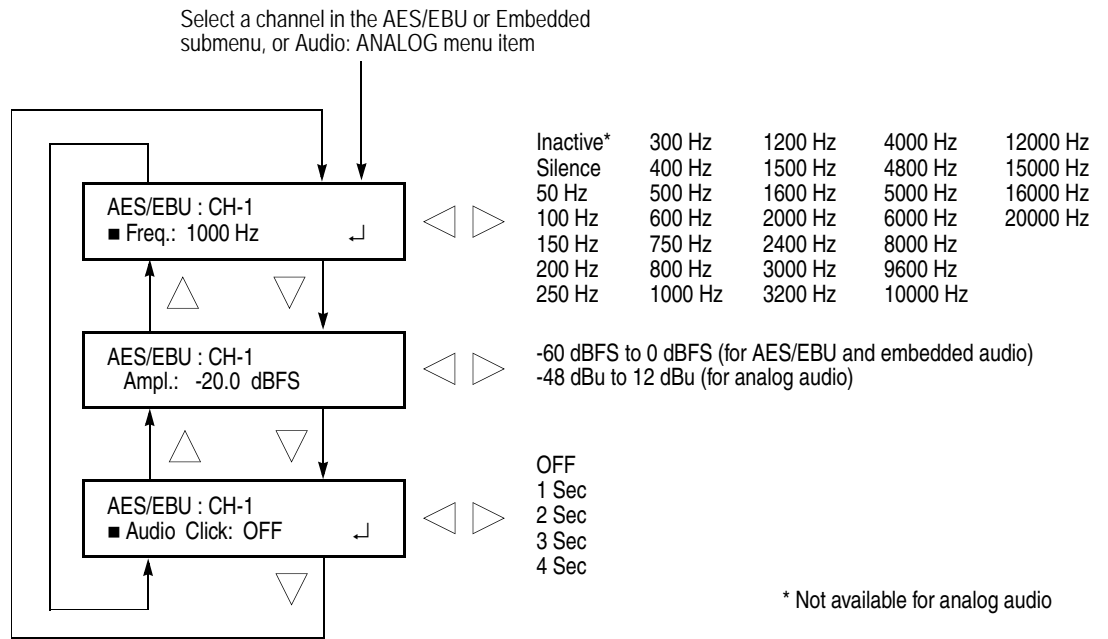 Select a channel in the AES/EBU or Embedded
submenu, or Audio: ANALOG menu item
AES/EBU : CH-1
■ Freq.: 1000 Hz ↵
Inactive* 300 Hz 1200 Hz 4000 Hz 12000 Hz
Silence 400 Hz 1500 Hz 4800 Hz 15000 Hz
50 Hz 500 Hz 1600 Hz 5000 Hz 16000 Hz
100 Hz 600 Hz 2000 Hz 6000 Hz 20000 Hz
150 Hz 750 Hz 2400 Hz 8000 Hz
200 Hz 800 Hz 3000 Hz 9600 Hz
250 Hz 1000 Hz 3200 Hz 10000 Hz
AES/EBU : CH-1
Ampl.: -20.0 dBFS
-60 dBFS to 0 dBFS (for AES/EBU and embedded audio)
-48 dBu to 12 dBu (for analog audio)
AES/EBU : CH-1
■ Audio Click: OFF ↵
OFF
1 Sec
2 Sec
3 Sec
4 Sec
* Not available for analog audio